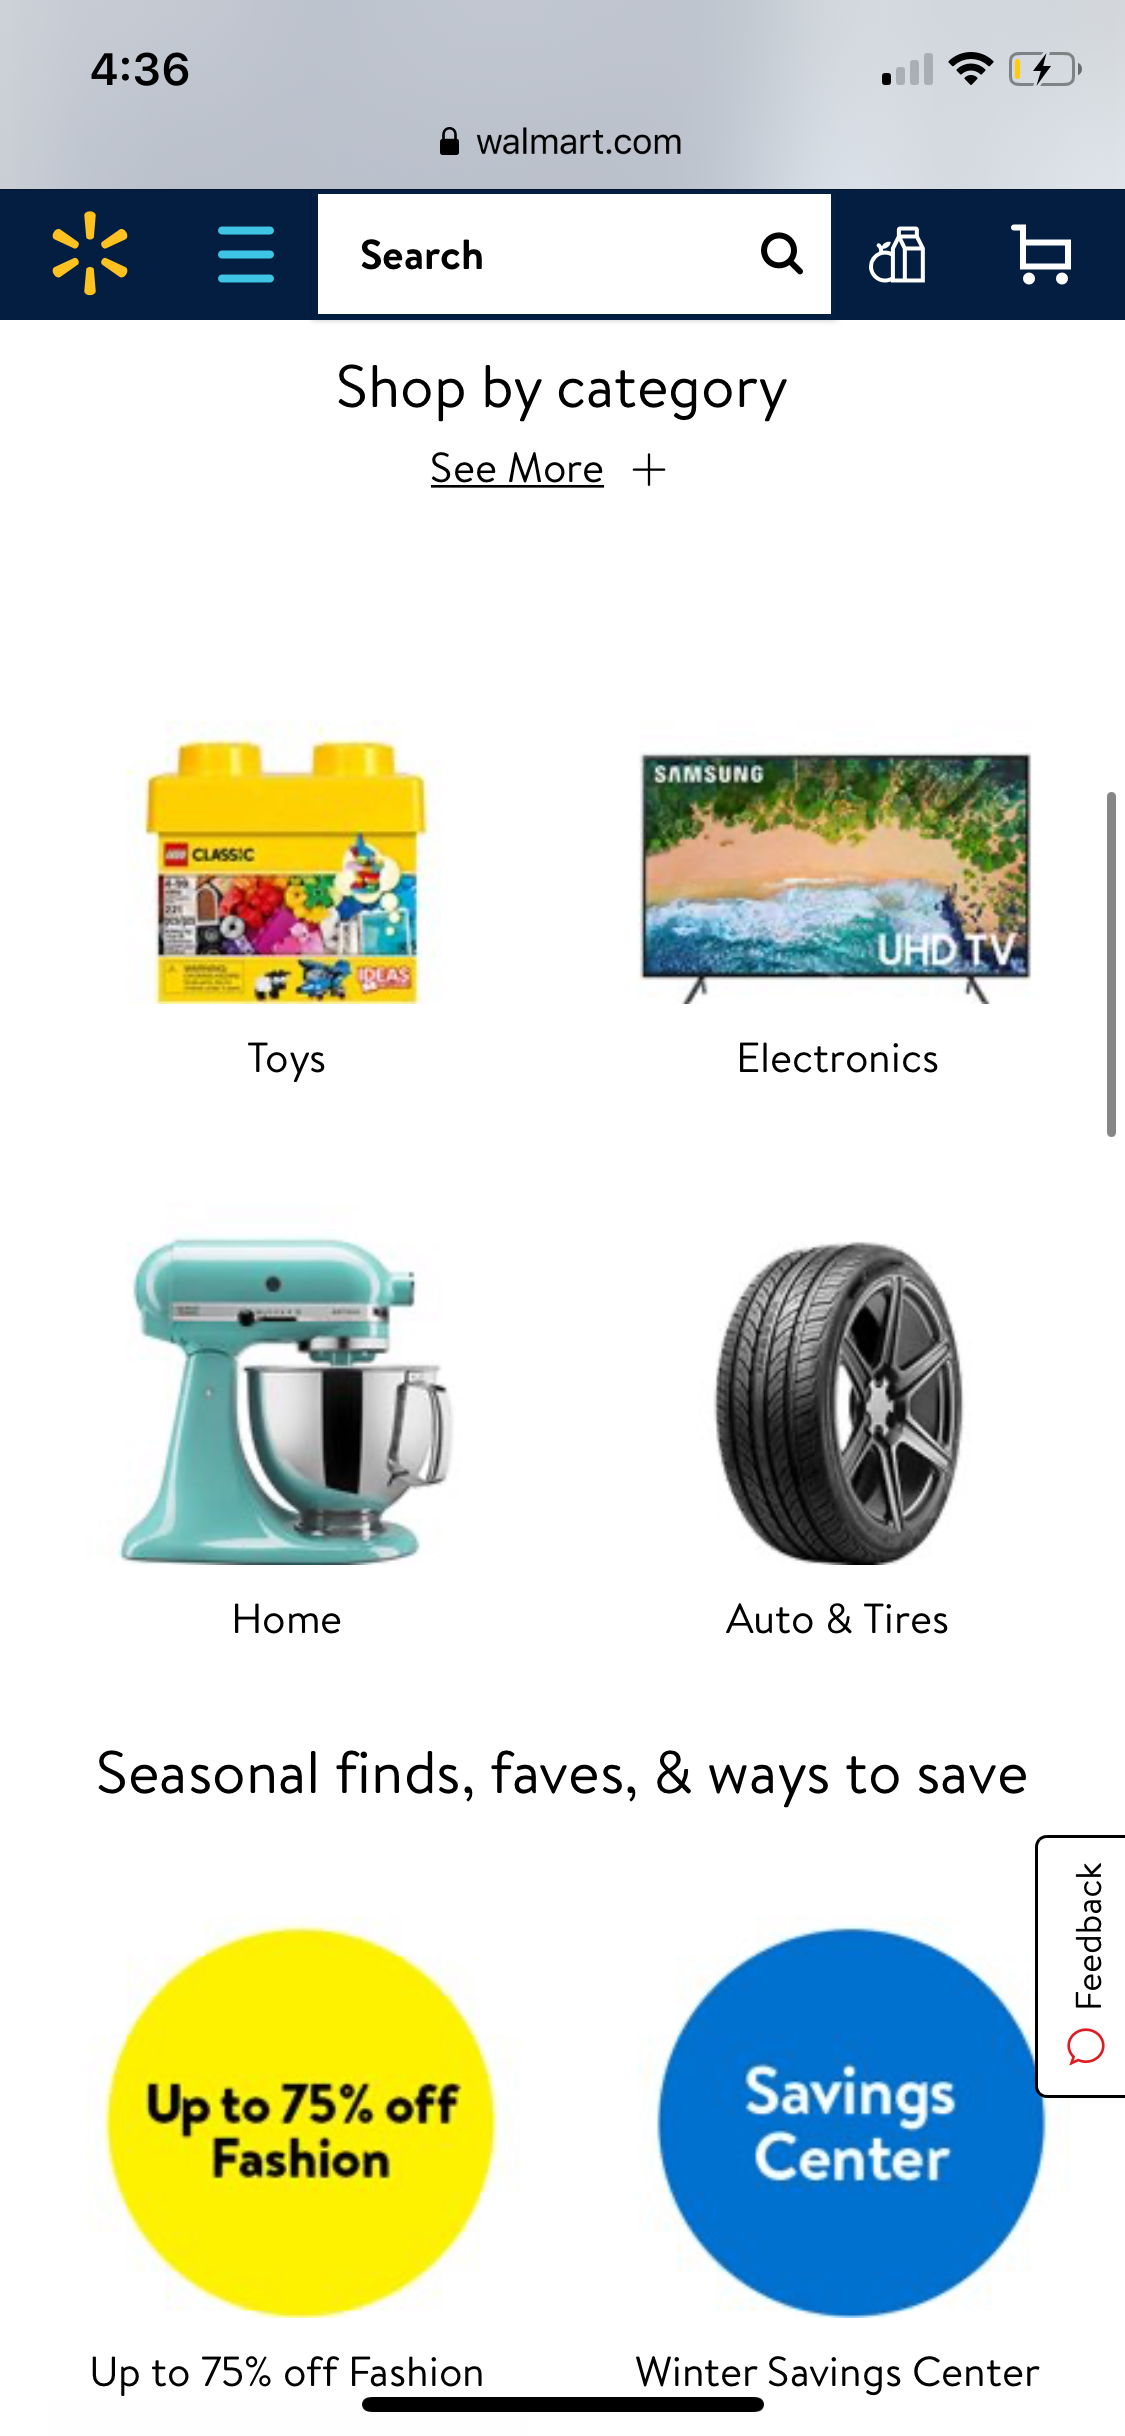 4:36
walmart.com
Search
Shop by category
See More +
CLASSIC
IDEAS
SAMSUNG
UHD TV
Toys
Electronics
Home
Auto & Tires
Seasonal finds, faves, & ways to save
Feedback
Up to 75% off
Fashion
Savings
Center
Up to 75% off Fashion
Winter Savings Center